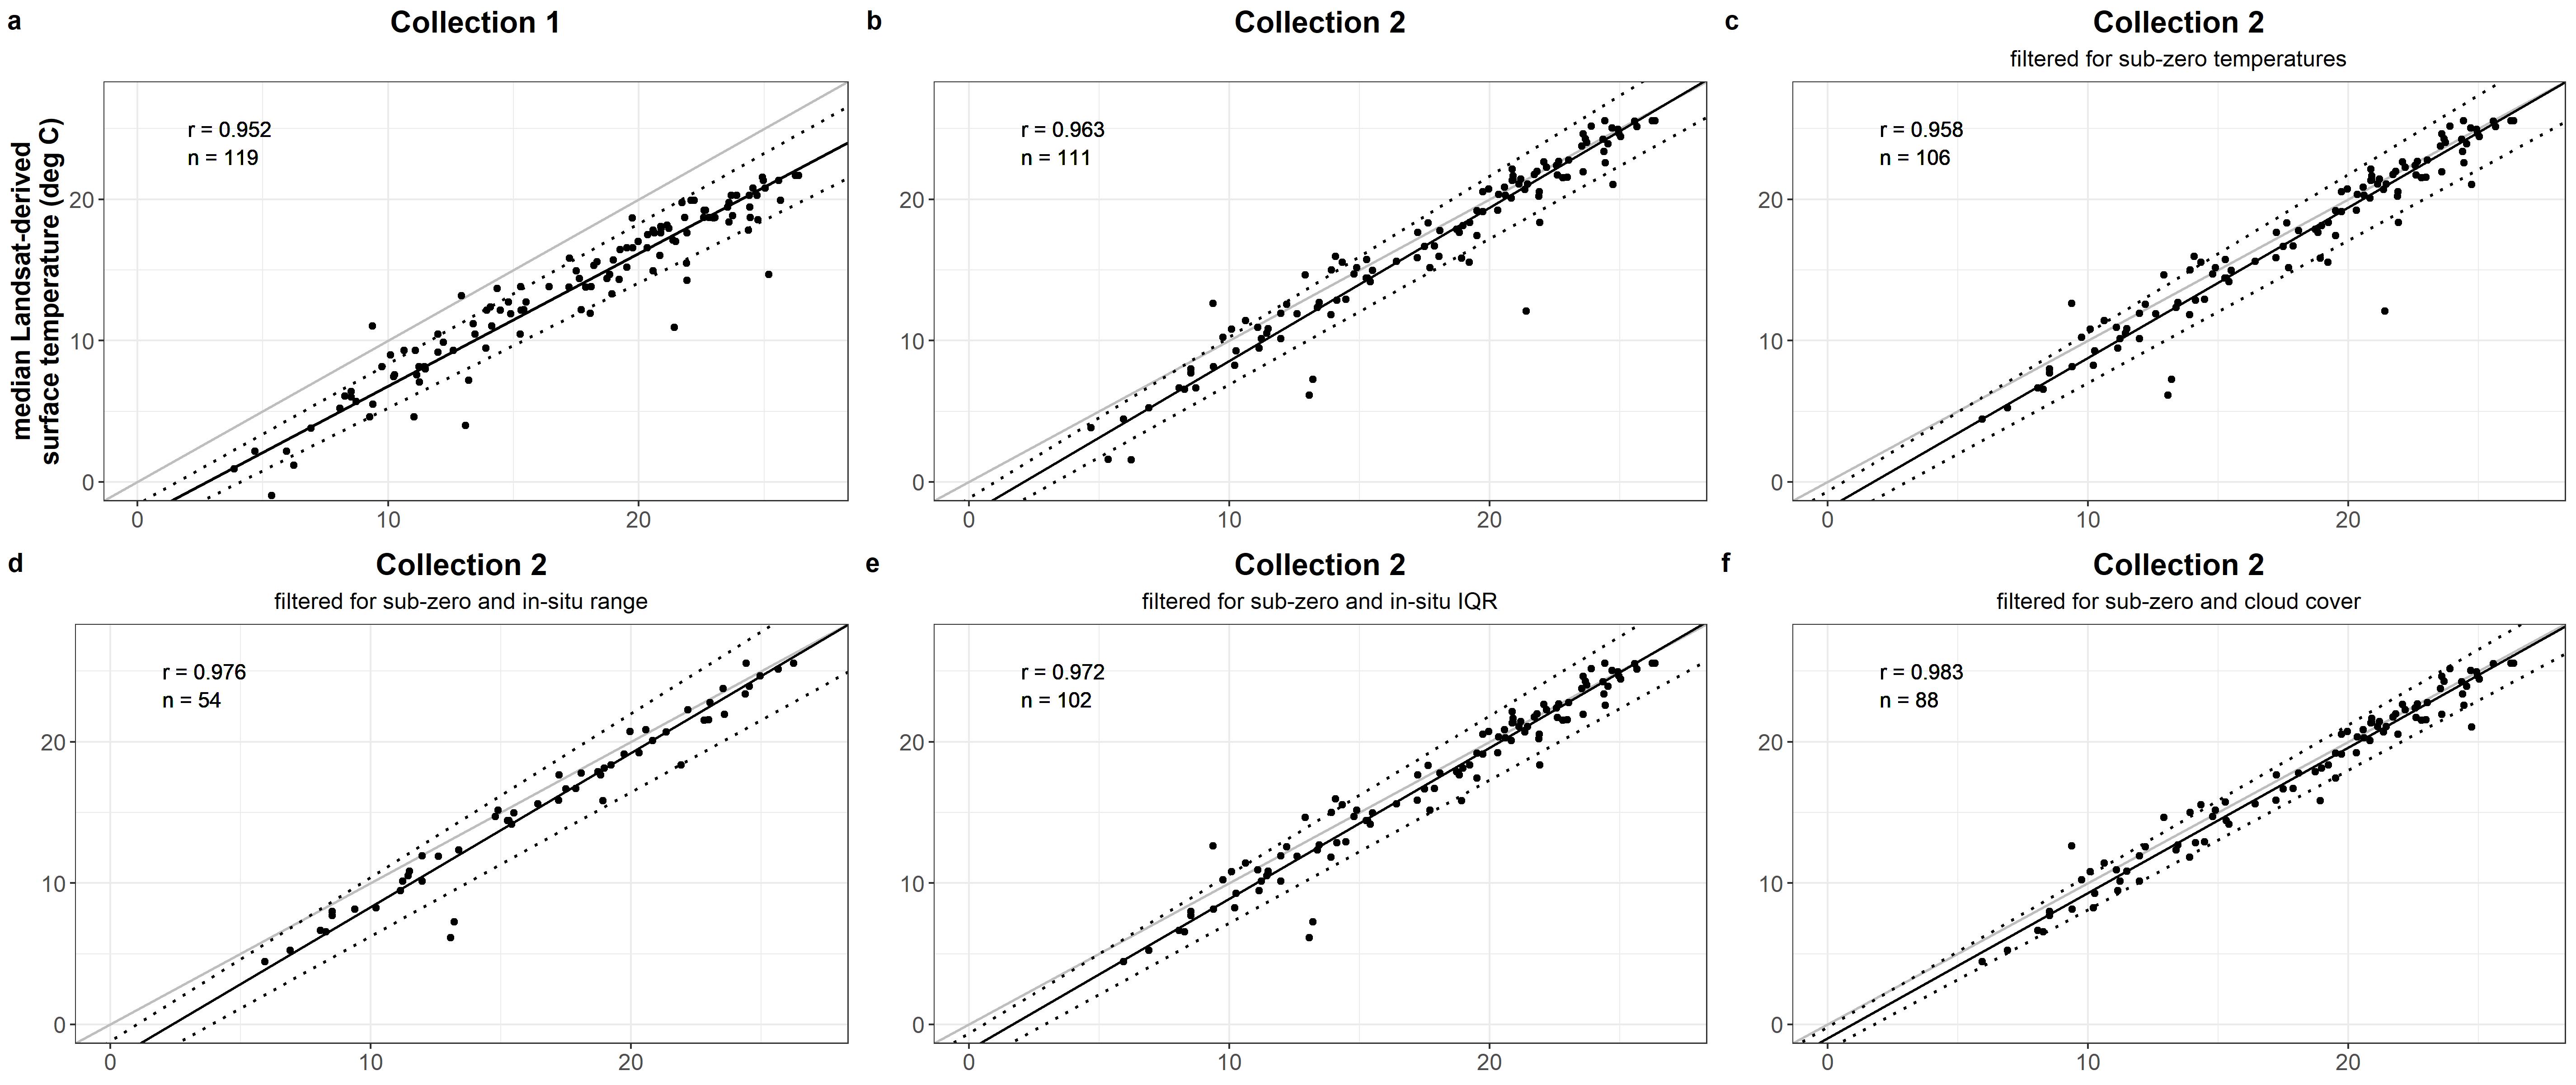 a
Collection 1
b
Collection 2
c
Collection 2
filtered for sub-zero temperatures
median Landsat-derived
surface temperature (deg C)
r = 0.952
n = 119
20
10
0
0
10
20
r = 0.963
n = 111
20
10
0
0
10
20
r = 0.958
n = 106
20
10
0
0
10
20
d
Collection 2
filtered for sub-zero and in-situ range
e
Collection 2
filtered for sub-zero and in-situ IQR
f
Collection 2
filtered for sub-zero and cloud cover
r = 0.976
n = 54
20
10
0
0
10
20
r = 0.972
n = 102
20
10
0
0
10
20
r = 0.983
n = 88
20
10
0
0
10
20